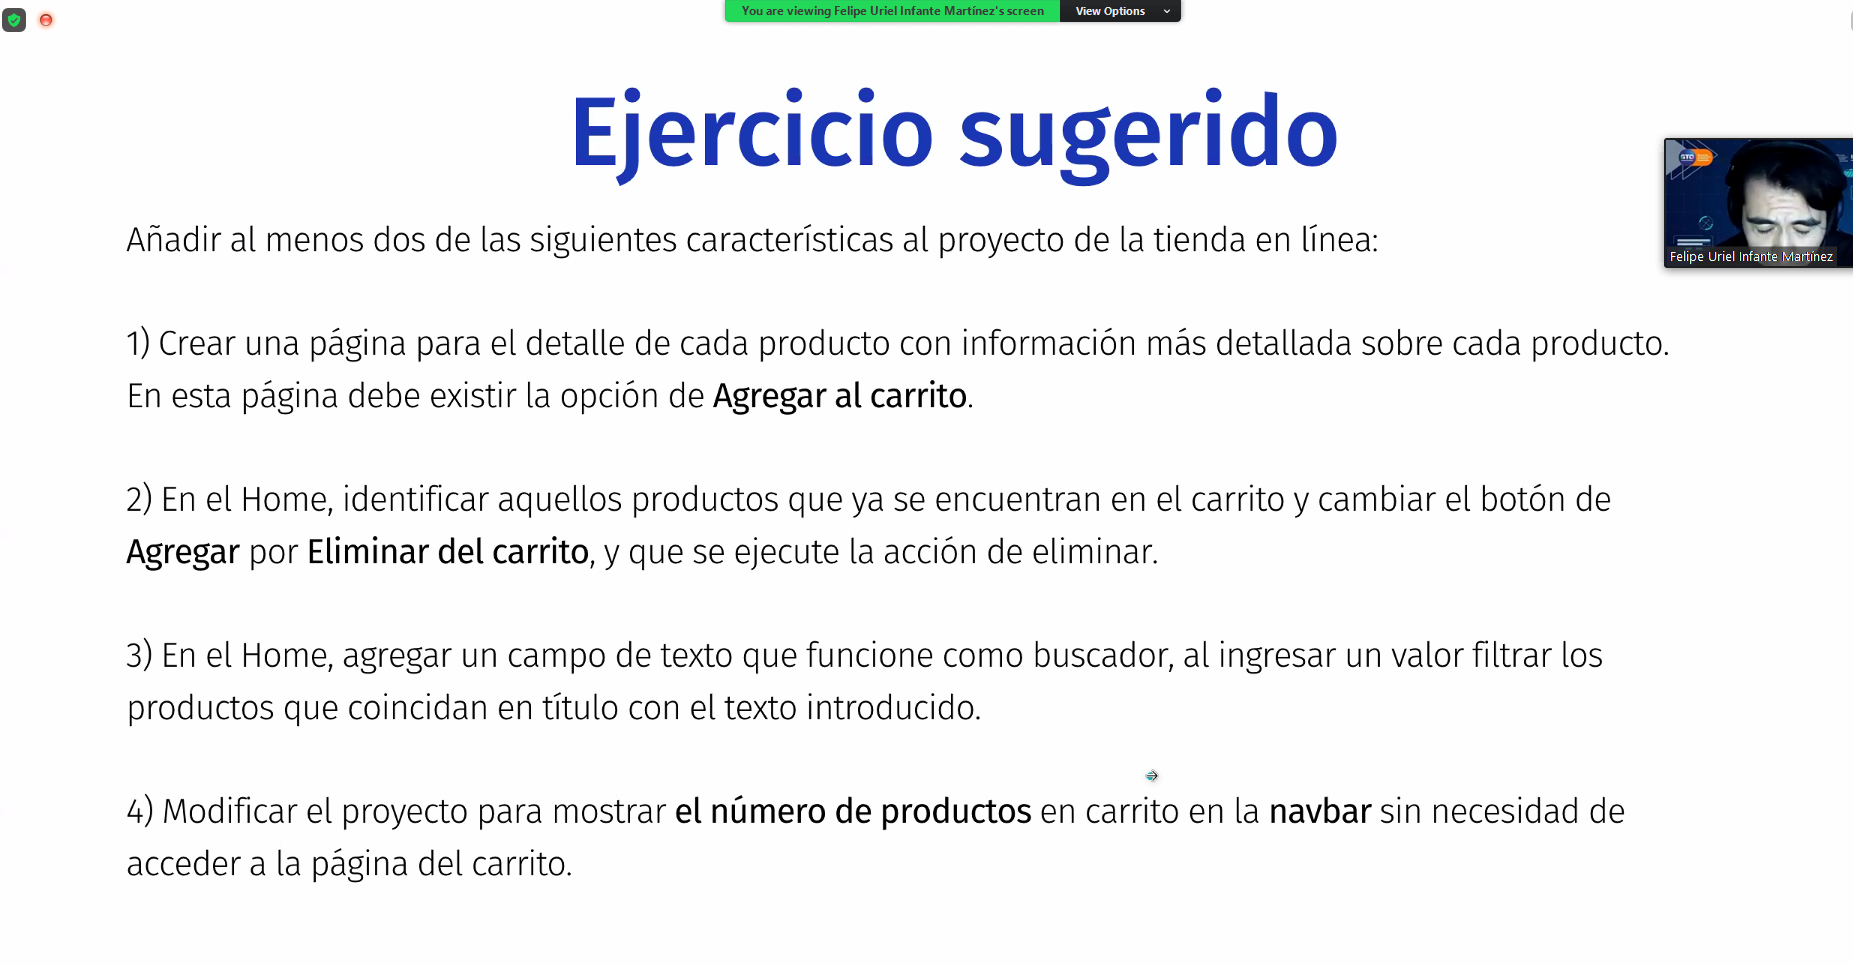 You are viewing Felipe Uriel Infante Martínez's screen
View Options
Ejercicio sugerido
Añadir al menos dos de las siguientes características al proyecto de la tienda en línea:
1) Crear una página para el detalle de cada producto con información más detallada sobre cada producto.
En esta página debe existir la opción de Agregar al carrito.
2) En el Home, identificar aquellos productos que ya se encuentran en el carrito y cambiar el botón de
Agregar por Eliminar del carrito, y que se ejecute la acción de eliminar.
3) En el Home, agregar un campo de texto que funcione como buscador, al ingresar un valor filtrar los
productos que coincidan en título con el texto introducido.
4) Modificar el proyecto para mostrar el número de productos en carrito en la navbar sin necesidad de
acceder a la página del carrito.
Felipe Uriel Infante Martínez